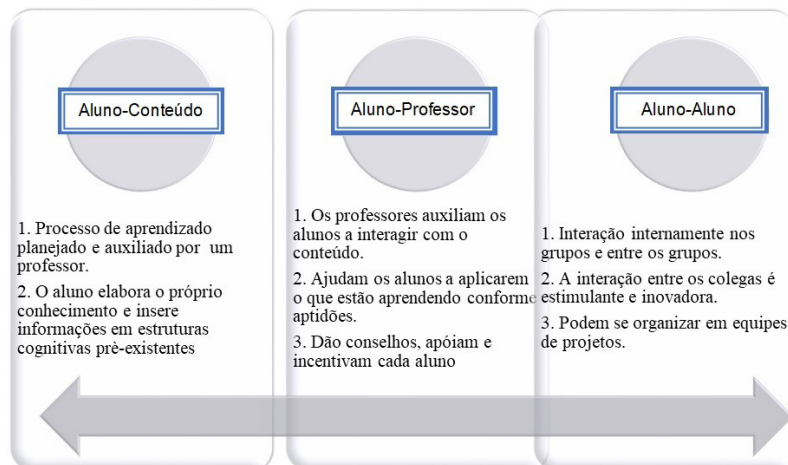 Aluno-Conteúdo
1. Processo de aprendizado
planejado e auxiliado por um
professor.
2. O aluno elabora o próprio
conhecimento e insere
informações em estruturas
cognitivas prè-existentes
Aluno-Professor
1. Os professores auxiliam os
alunos a interagir com o
conteúdo.
2. Ajudam os alunos a aplicarem
o que estão aprendendo conforme
aptidões.
3. Dão conselhos, apóiam e
incentivam cada aluno
Aluno-Aluno
1. Interação internamente nos
grupos e entre os grupos.
2. A interação entre os colegas é
estimulante e inovadora.
3. Podem se organizar em equipes
de projetos.